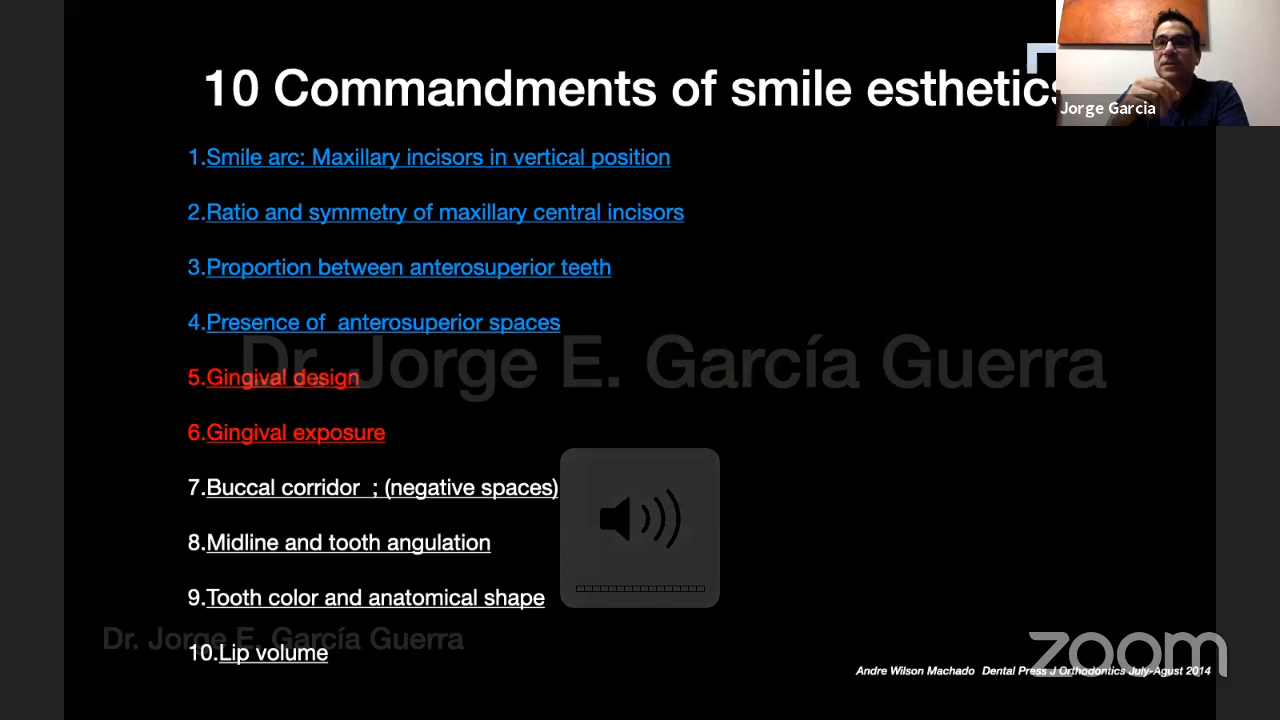 10 Commandments of smile esthetics
Jorge Garcia
1.Smile arc: Maxillary incisors in vertical position
2.Ratio and symmetry of maxillary central incisors
3.Proportion between anterosuperior teeth
4.Presence of anterosuperior spaces
Dr. Jorge E. García Guerra
5.Gingival design
6.Gingival exposure
7.Buccal corridor ; (negative spaces)
8.Midline and tooth angulation
9.Tooth color and anatomical shape
Dr. Jorge E. García Guerra
10.Lip volume
Andre Wilson Machado Dental Press J Orthodontics July-Agust 2014
zoom